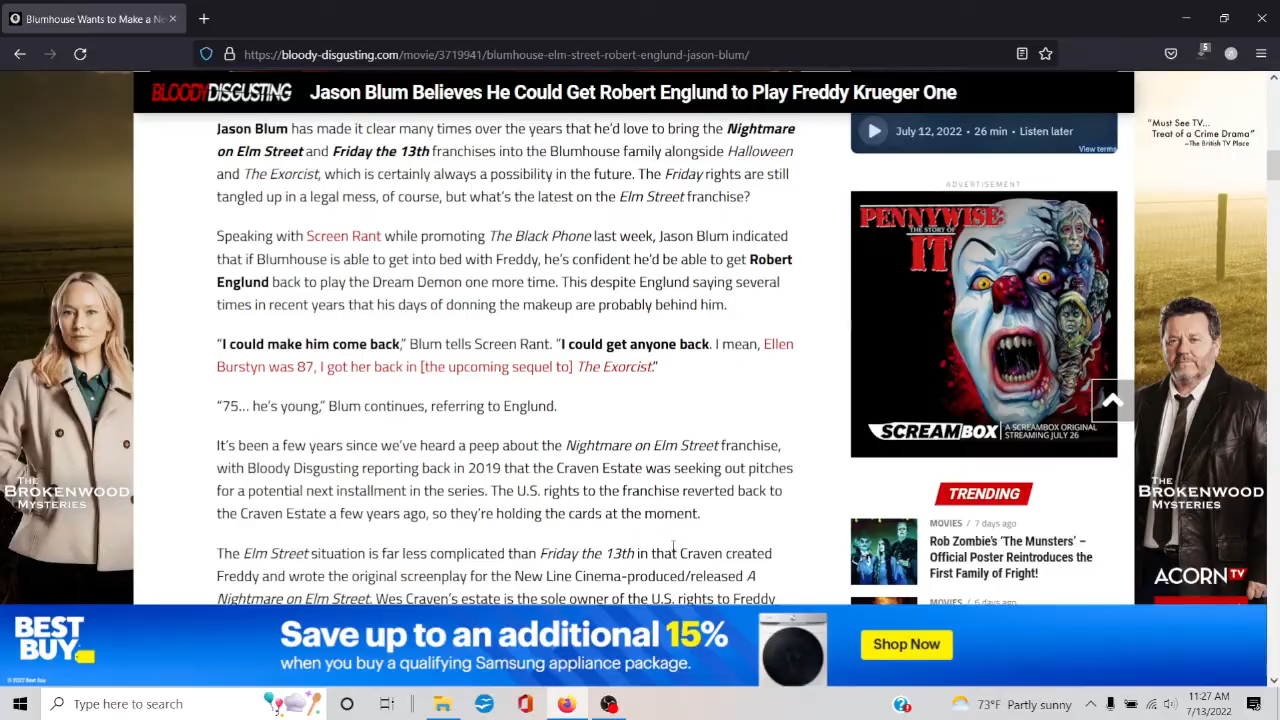 Blumhouse Wants to Make a Ne
https://bloody-disgusting.com/movie/3719941/blumhouse-elm-street-robert-englund-jason-blum/
5
BLOODY DISGUSTING
Jason Blum Believes He Could Get Robert Englund to Play Freddy Krueger One
Jason Blum has made it clear many times over the years that he'd love to bring the Nightmare
on Elm Street and Friday the 13th franchises into the Blumhouse family alongside Halloween
and The Exorcist, which is certainly always a possibility in the future. The Friday rights are still
tangled up in a legal mess, of course, but what's the latest on the Elm Street franchise?
Speaking with Screen Rant while promoting The Black Phone last week, Jason Blum indicated
that if Blumhouse is able to get into bed with Freddy, he's confident he'd be able to get Robert
Englund back to play the Dream Demon one more time. This despite Englund saying several
times in recent years that his days of donning the makeup are probably behind him.
“I could make him come back,” Blum tells Screen Rant. “I could get anyone back. I mean, Ellen
Burstyn was 87, I got her back in [the upcoming sequel to] The Exorcist.”
“75… he's young,” Blum continues, referring to Englund.
It's been a few years since we've heard a peep about the Nightmare on Elm Street franchise,
with Bloody Disgusting reporting back in 2019 that the Craven Estate was seeking out pitches
for a potential next installment in the series. The U.S. rights to the franchise reverted back to
the Craven Estate a few years ago, so they're holding the cards at the moment.
The Elm Street situation is far less complicated than Friday the 13th in that Craven created
Freddy and wrote the original screenplay for the New Line Cinema-produced/released A
Nightmare on Elm Street. Wes Craven's estate is the sole owner of the U.S. rights to Freddy
July 12, 2022 • 26 min • Listen later
View terms
ADVERTISEMENT
PENNYWISE:
THE STORY OF
IT
SCREAMBOX
A SCREAMBOX ORIGINAL
STREAMING JULY 26
TRENDING
MOVIES / 7 days ago
Rob Zombie's ‘The Munsters’ –
Official Poster Reintroduces the
First Family of Fright!
MOVIES / 6 days ago
THE
BROKENWOOD
MYSTERIES
“Must See TV...
Treat of a Crime Drama”
–The British TV Place
THE
BROKENWOOD
MYSTERIES
ACORN TV
BEST
BUY
© 2022 Best Buy
Save up to an additional 15%
when you buy a qualifying Samsung appliance package.
Shop Now
Type here to search
73°F Partly sunny
11:27 AM
7/13/2022